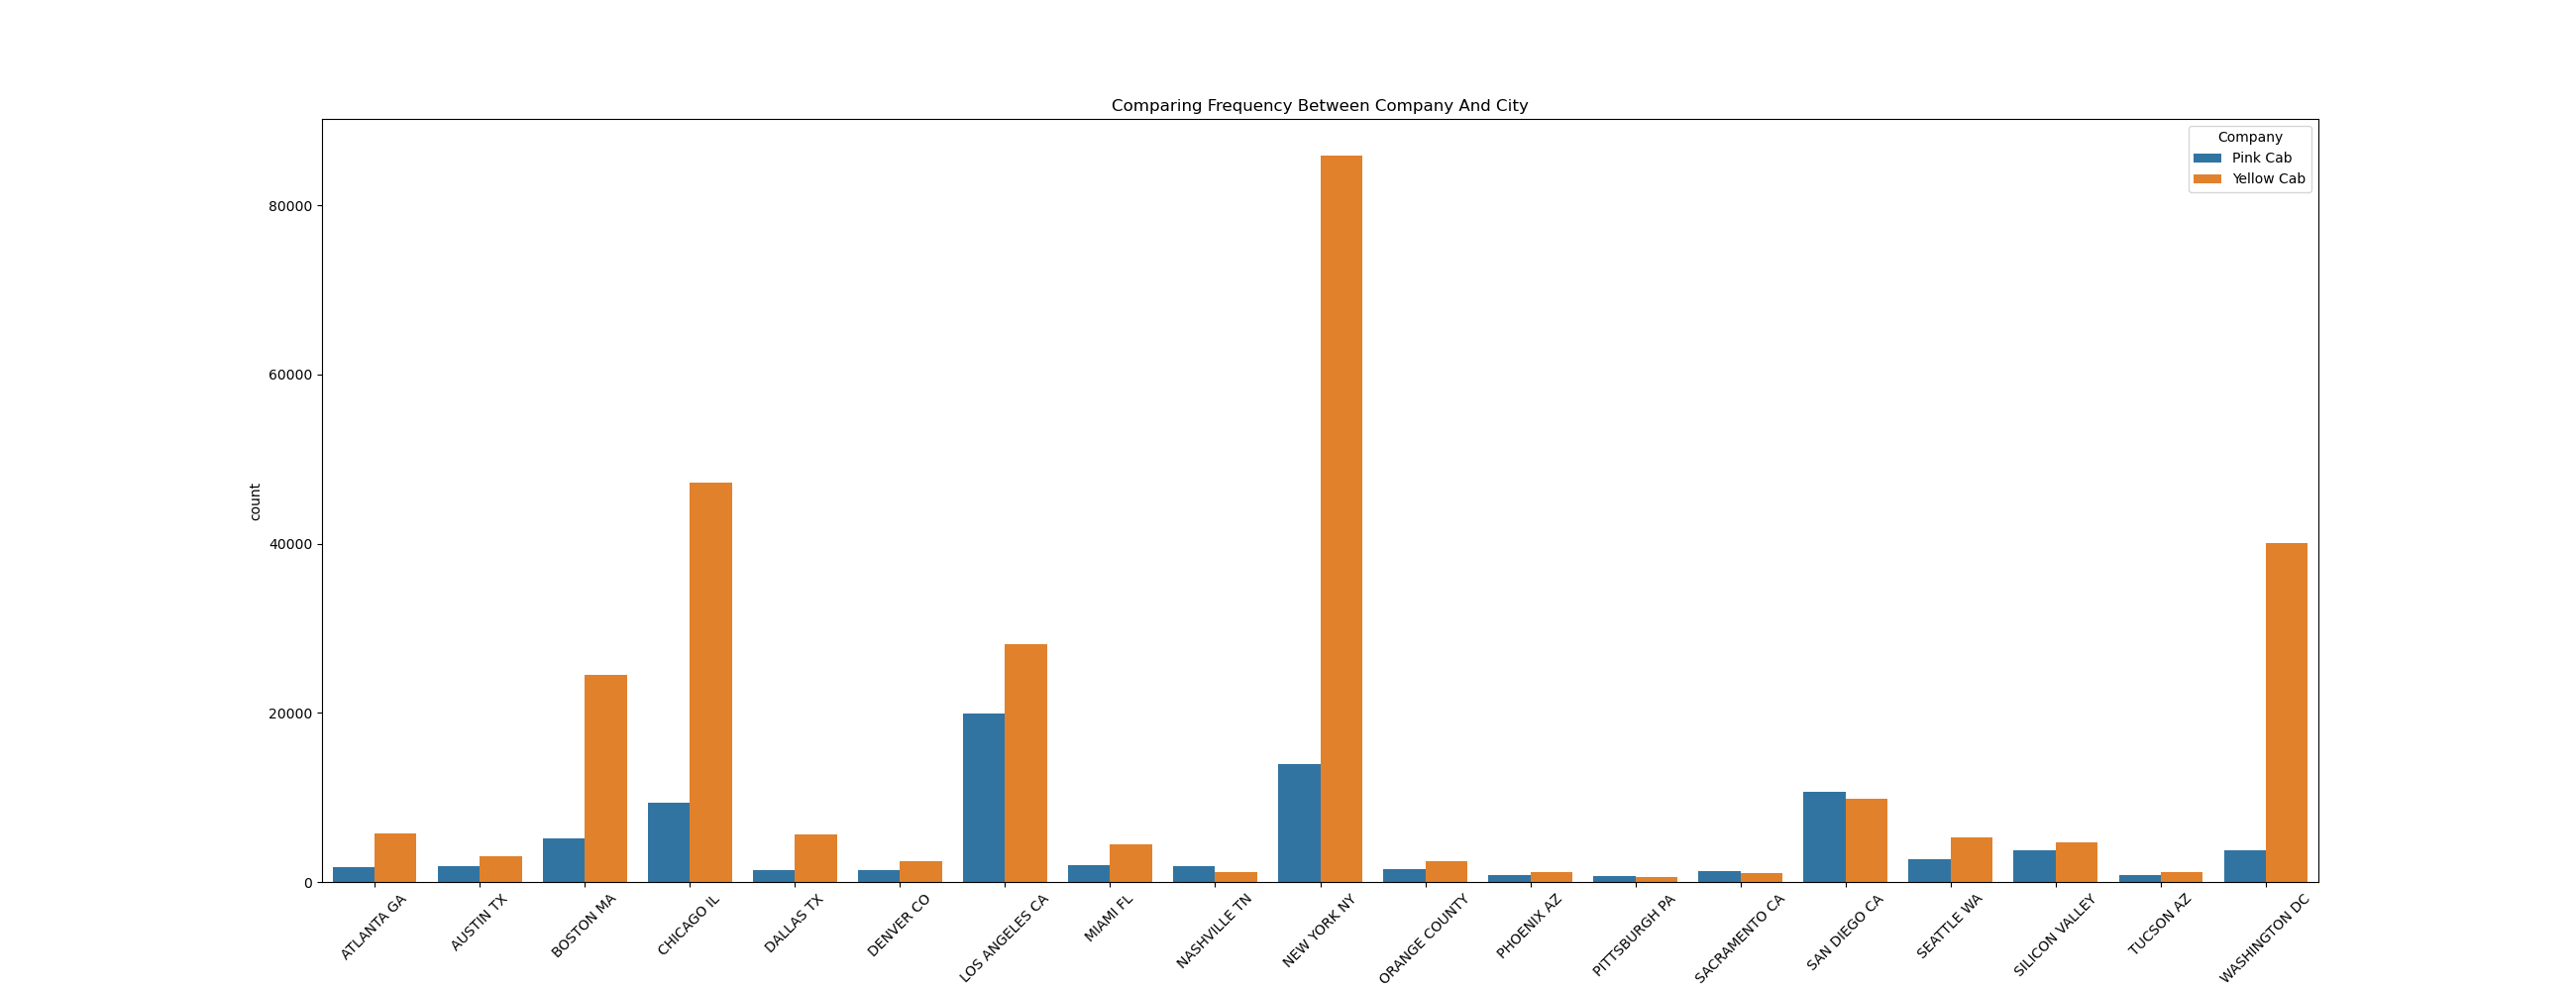 Comparing Frequency Between Company And City
Company
Pink Cab
Yellow Cab
80000
60000
40000
20000
0
count
ATLANTA GA
AUSTIN TX
BOSTON MA
CHICAGO IL
DALLAS TX
DENVER CO
LOS ANGELES CA
MIAMI FL
NASHVILLE TN
NEW YORK NY
ORANGE COUNTY
PHOENIX AZ
PITTSBURGH PA
SACRAMENTO CA
SAN DIEGO CA
SEATTLE WA
SILICON VALLEY
TUCSON AZ
WASHINGTON DC